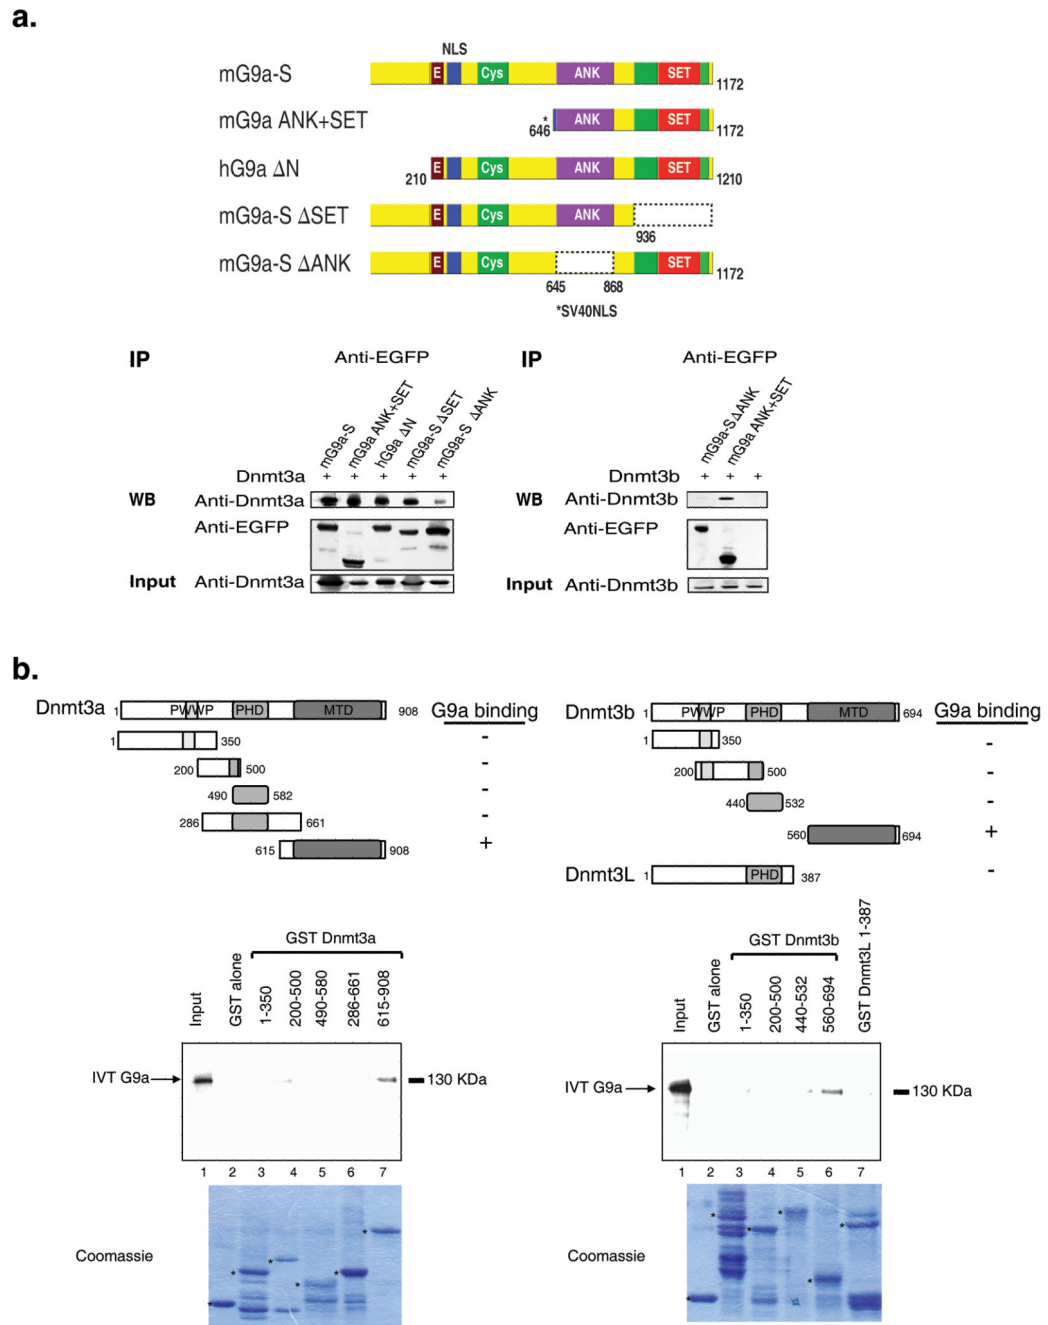 a.
NLS
mG9a-S E Cys ANK SET 1172
mG9a ANK+SET * 646 ANK SET 1172
hG9a ΔN 210 E Cys ANK SET 1210
mG9a-S ΔSET E Cys ANK 936
mG9a-S ΔANK E Cys SET 1172
645 868
*SV40NLS
IP Anti-EGFP
mG9a-S mG9a ANK+SET hG9a ΔN mG9a-S ΔSET mG9a-S ΔANK
Dnmt3a + + + + +
WB Anti-Dnmt3a
Anti-EGFP
Input Anti-Dnmt3a
IP Anti-EGFP
mG9a-S ΔANK mG9a ANK+SET
Dnmt3b + + +
WB Anti-Dnmt3b
Anti-EGFP
Input Anti-Dnmt3b
b.
Dnmt3a 1 PWWP PHD MTD 908 G9a binding
1 350 -
200 500 -
490 582 -
286 661 -
615 908 +
Dnmt3b 1 PWWP PHD MTD 694 G9a binding
1 350 -
200 500 -
440 532 -
560 694 +
Dnmt3L 1 PHD 387 -
GST Dnmt3a
Input GST alone 1-350 200-500 490-580 286-661 615-908
IVT G9a 130 KDa
1 2 3 4 5 6 7
Coomassie * * * * * *
GST Dnmt3b
Input GST alone 1-350 200-500 440-532 560-694 GST Dnmt3L 1-387
IVT G9a 130 KDa
1 2 3 4 5 6 7
Coomassie * * * * * *